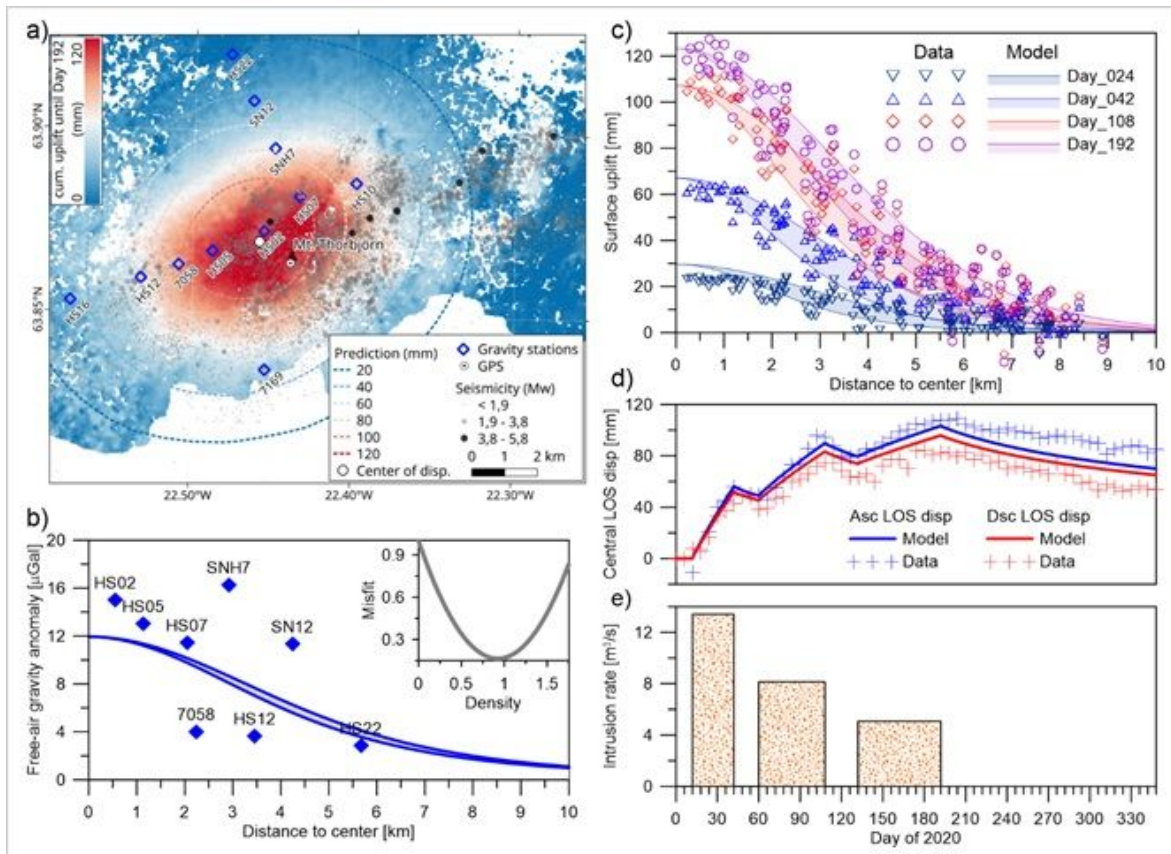 a)
cum. uplift until Day 192
(mm)
0
120
63.90°N
63.85°N
HS22
SN12
SNH7
HS07
HS10
HS02
Mt. Thorbjorn
HS05
7058
HS12
HS16
7169
Prediction (mm)
20
40
60
80
100
120
Center of disp.
Gravity stations
GPS
Seismicity (Mw)
< 1,9
1,9 - 3,8
3,8 - 5,8
0 1 2 km
22.50°W 22.40°W 22.30°W
b)
Free-air gravity anomaly [µGal]
20
16
12
8
4
0
HS02
HS05
HS07
SNH7
SN12
7058
HS12
HS22
Misfit
0.9
0.6
0.3
0 0.5 1 1.5
Density
0 1 2 3 4 5 6 7 8 9 10
Distance to center [km]
c)
Surface uplift [mm]
120
100
80
60
40
20
0
Data Model
Day_024
Day_042
Day_108
Day_192
0 1 2 3 4 5 6 7 8 9 10
Distance to center [km]
d)
Central LOS disp [mm]
120
80
40
0
Asc LOS disp Dsc LOS disp
Model Model
Data Data
e)
Intrusion rate [m³/s]
12
8
4
0
0 30 60 90 120 150 180 210 240 270 300 330
Day of 2020